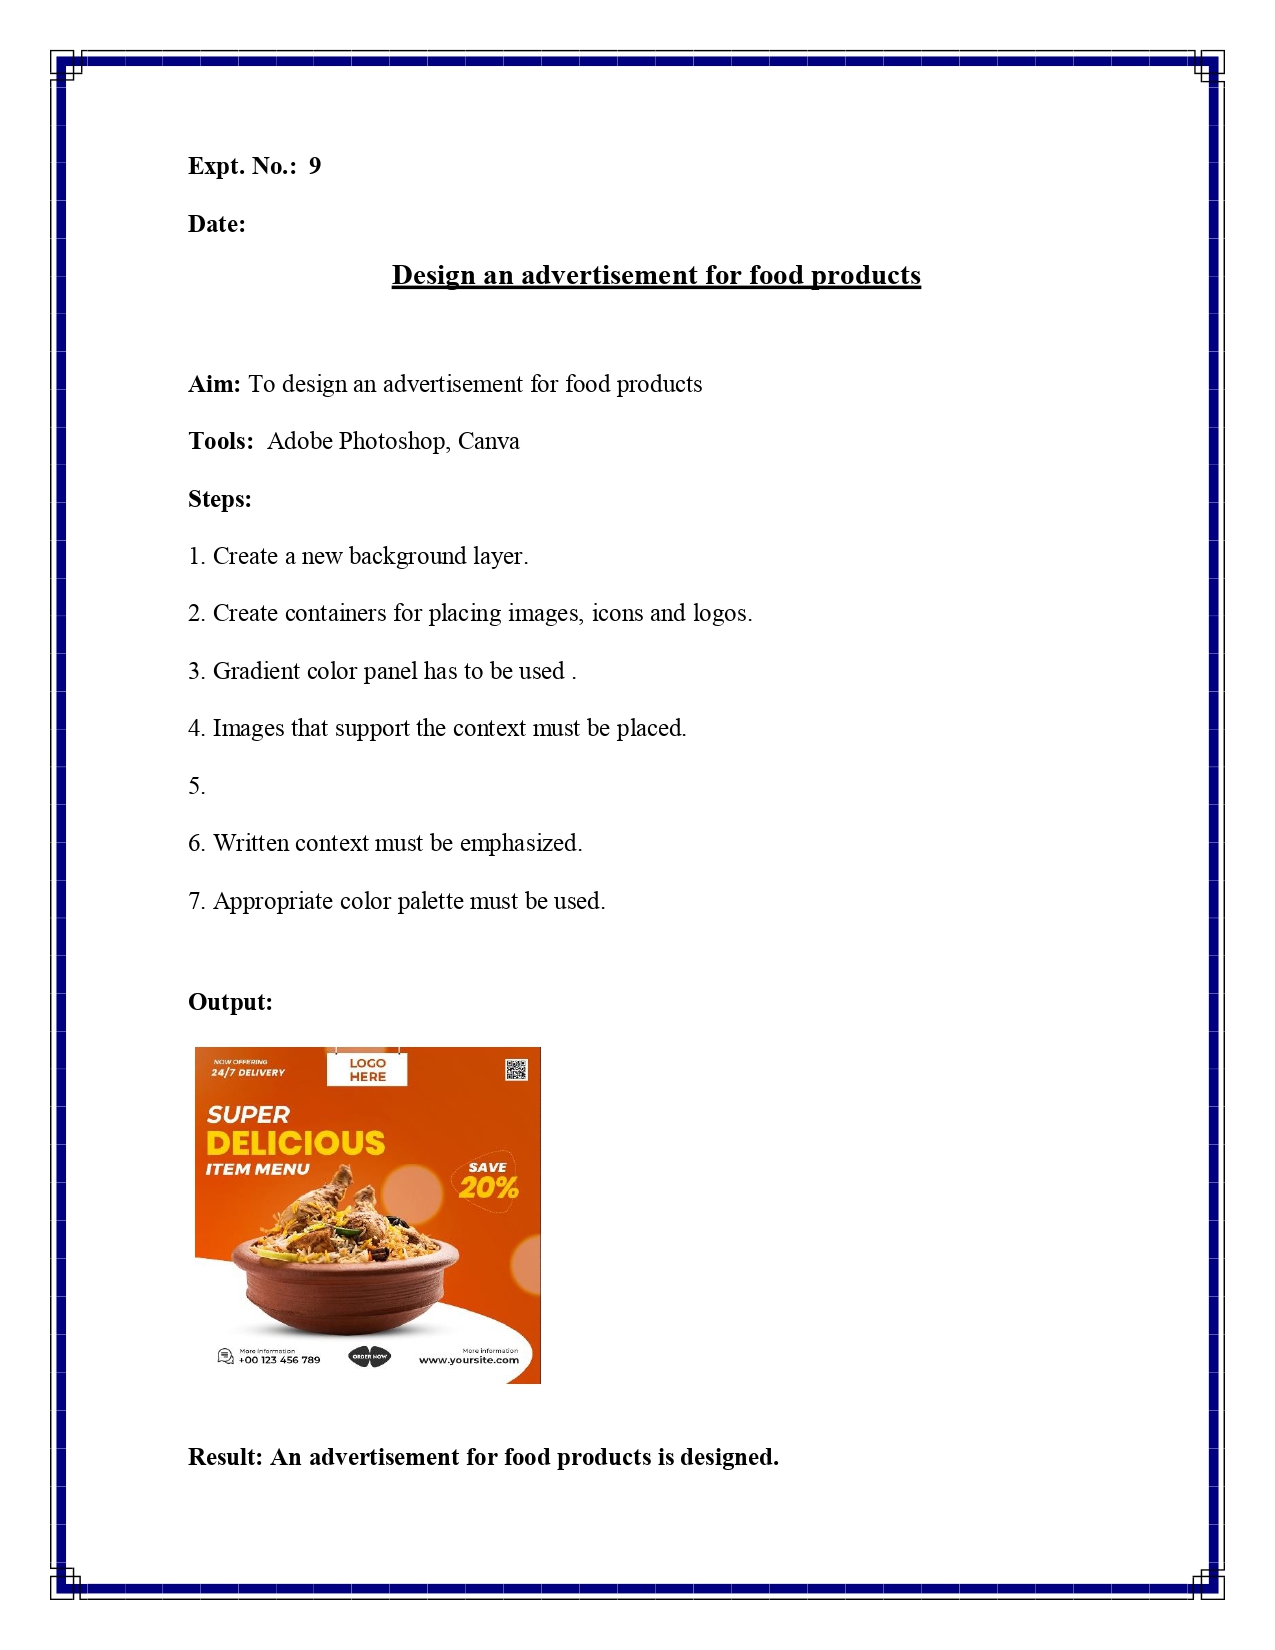 Expt. No.: 9
Date:
Design an advertisement for food products
Aim: To design an advertisement for food products
Tools: Adobe Photoshop, Canva
Steps:
1. Create a new background layer.
2. Create containers for placing images, icons and logos.
3. Gradient color panel has to be used .
4. Images that support the context must be placed.
5.
6. Written context must be emphasized.
7. Appropriate color palette must be used.
Output:
NOW OFFERING
24/7 DELIVERY
LOGO
HERE
SUPER
DELICIOUS
ITEM MENU
SAVE
20%
More information
+00 123 456 789
ORDER NOW
More information
www.yoursite.com
Result: An advertisement for food products is designed.